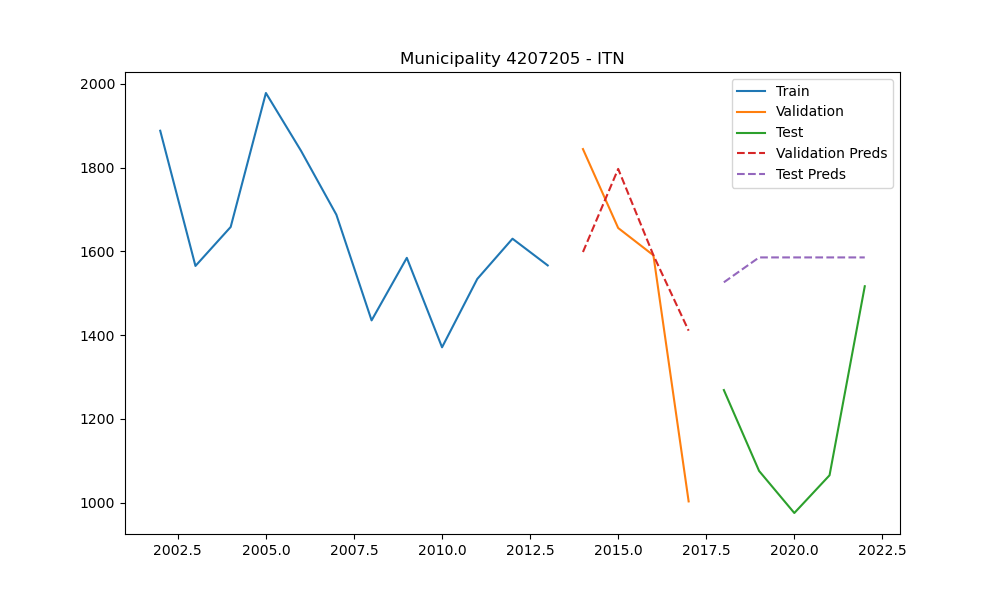 Municipality 4207205 - ITN
2000
1800
1600
1400
1200
1000
Train
Validation
Test
Validation Preds
Test Preds
2002.5 2005.0 2007.5 2010.0 2012.5 2015.0 2017.5 2020.0 2022.5